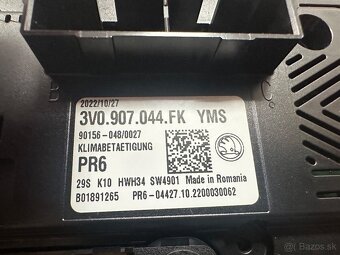 2022/10/27
3V0.907.044.FK YMS
90156-048/0027
KLIMABETAETIGUNG
PR6
29S K10 HWH34 SW4901 Made in Romania
B01891265 PR6-04427.10.2200030062
bazos.sk